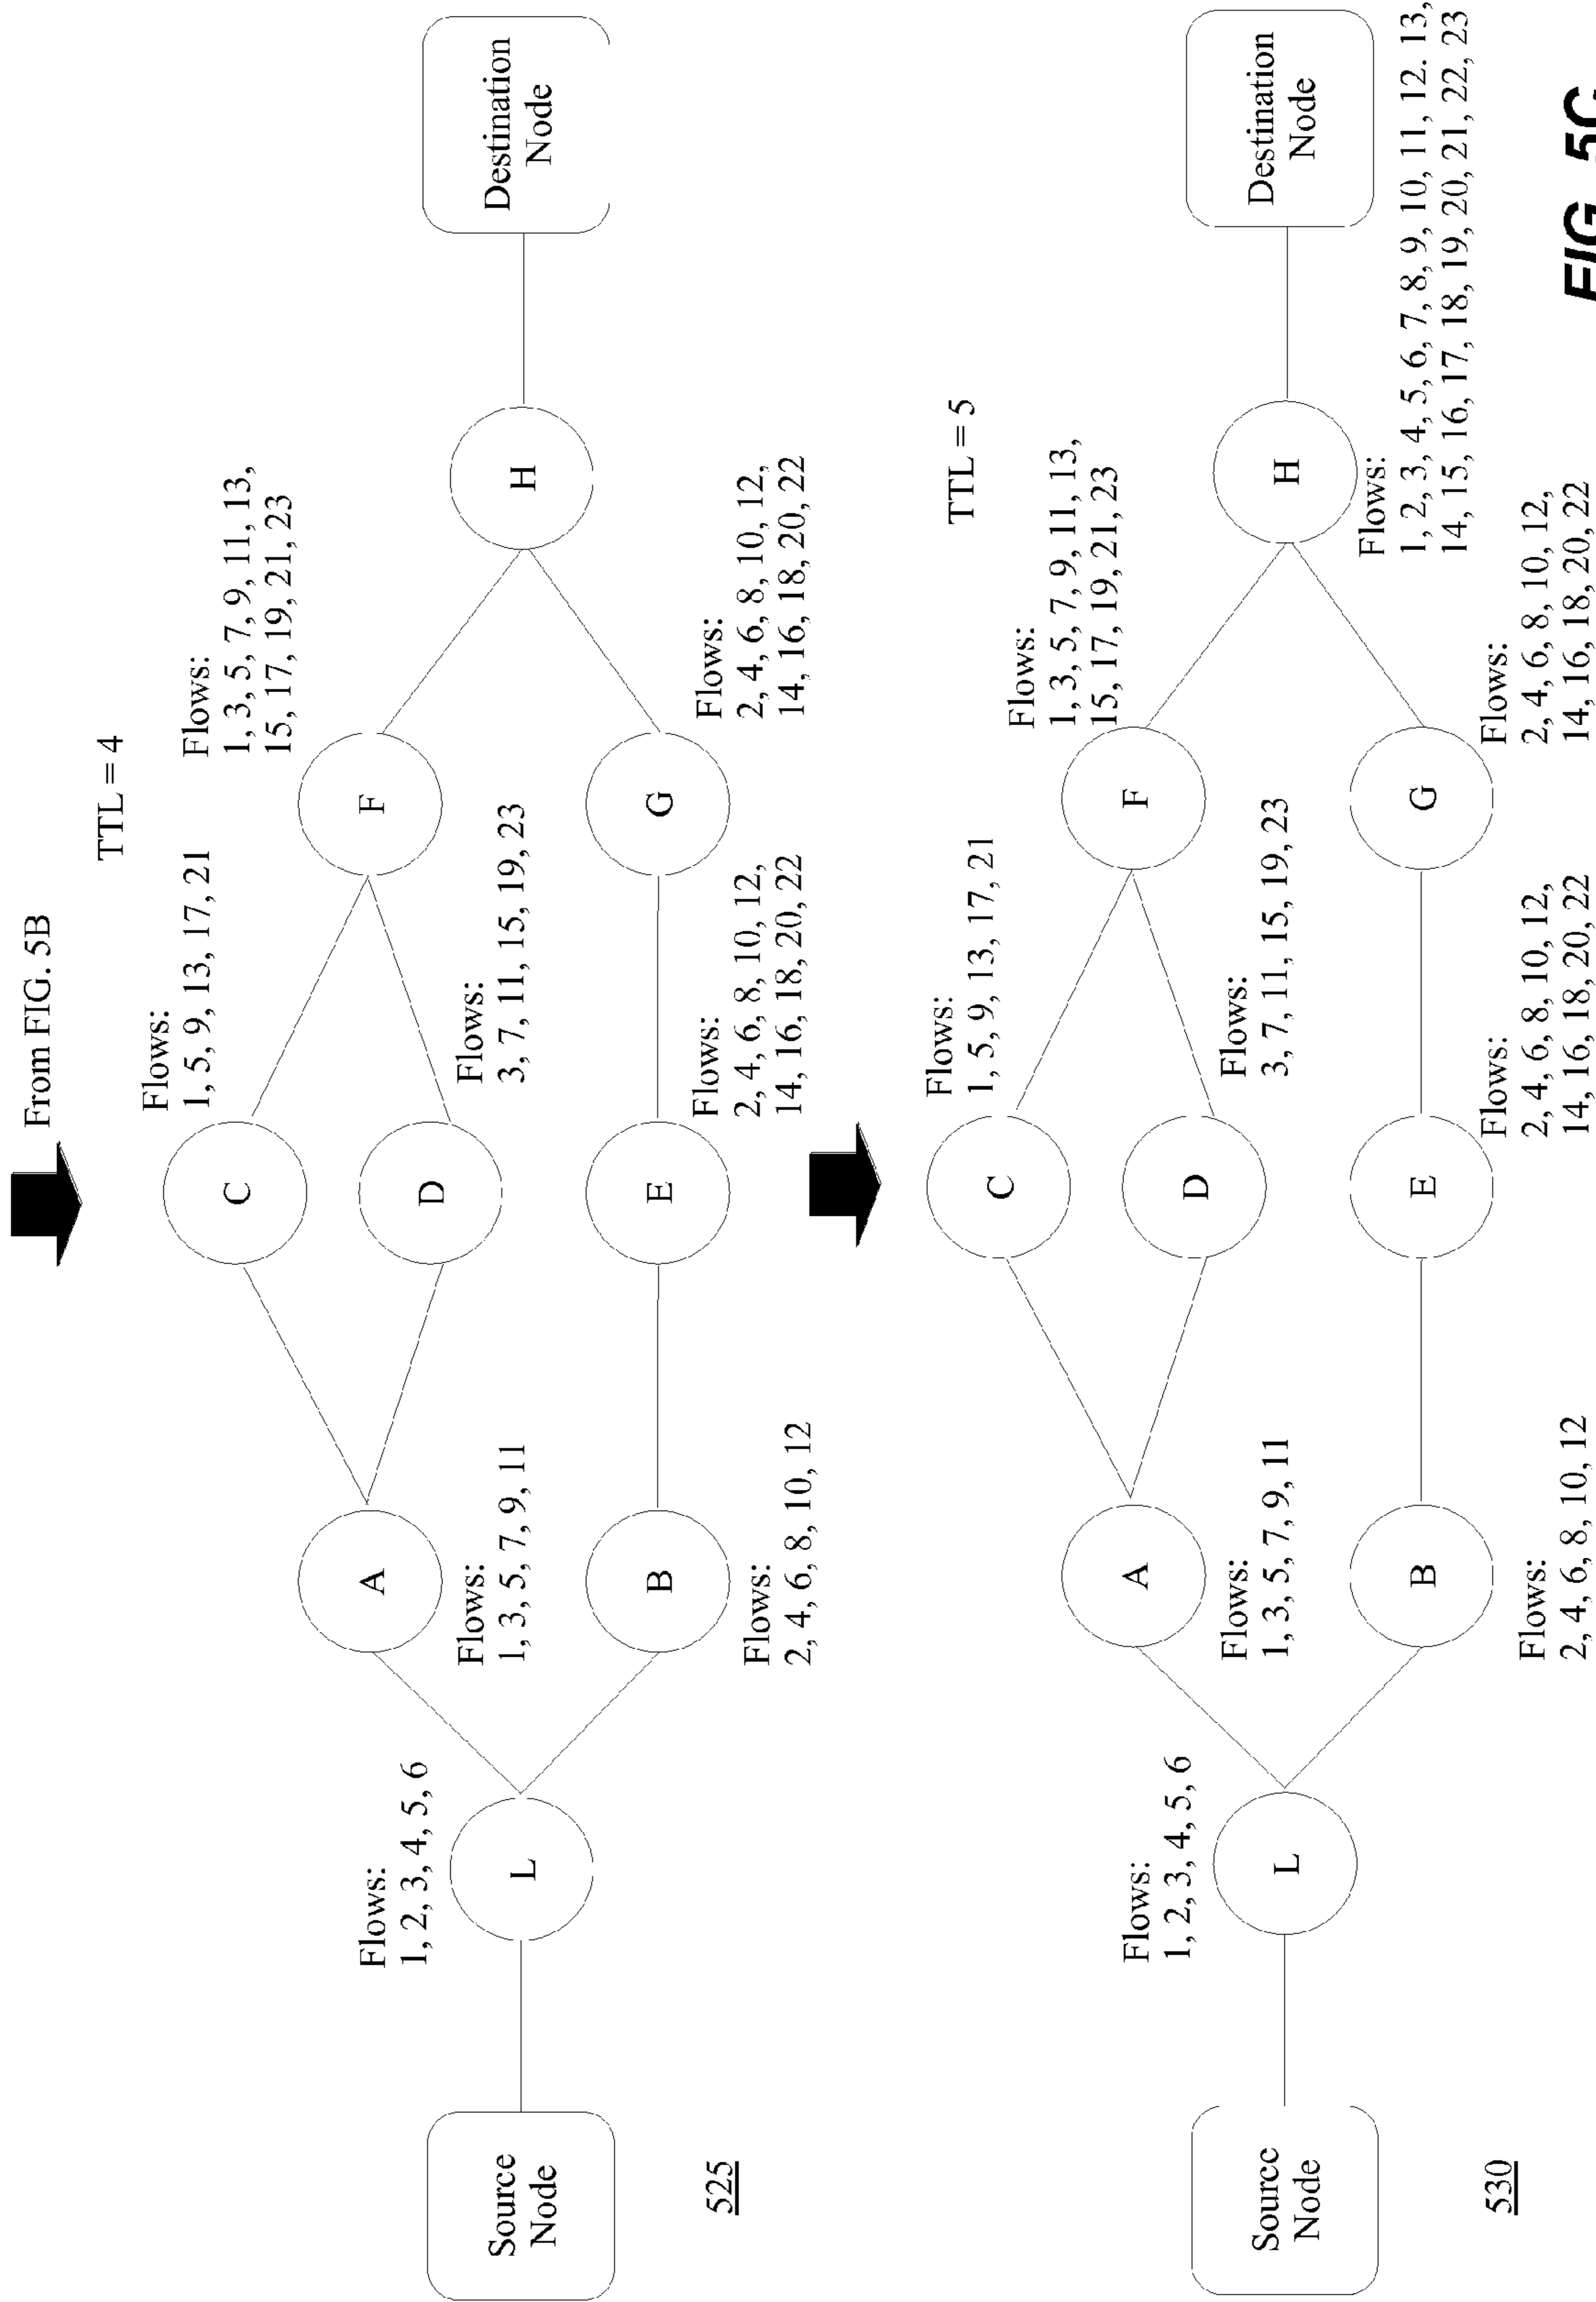 From FIG. 5B
TTL = 4
Flows:
1, 5, 9, 13, 17, 21
Flows:
1, 3, 5, 7, 9, 11, 13,
15, 17, 19, 21, 23
C
Flows:
1, 2, 3, 4, 5, 6
A
F
D
Flows:
1, 3, 5, 7, 9, 11
Flows:
3, 7, 11, 15, 19, 23
Source
Node
L
H
Destination
Node
B
E
G
Flows:
2, 4, 6, 8, 10, 12
Flows:
2, 4, 6, 8, 10, 12,
14, 16, 18, 20, 22
Flows:
2, 4, 6, 8, 10, 12,
14, 16, 18, 20, 22
525
TTL = 5
Flows:
1, 5, 9, 13, 17, 21
Flows:
1, 3, 5, 7, 9, 11, 13,
15, 17, 19, 21, 23
C
Flows:
1, 2, 3, 4, 5, 6
A
F
D
Flows:
1, 3, 5, 7, 9, 11
Flows:
3, 7, 11, 15, 19, 23
Source
Node
L
H
Destination
Node
Flows:
1, 2, 3, 4, 5, 6, 7, 8, 9, 10, 11, 12. 13,
14, 15, 16, 17, 18, 19, 20, 21, 22, 23
B
E
G
Flows:
2, 4, 6, 8, 10, 12
Flows:
2, 4, 6, 8, 10, 12,
14, 16, 18, 20, 22
Flows:
2, 4, 6, 8, 10, 12,
14, 16, 18, 20, 22
530
FIG. 5C